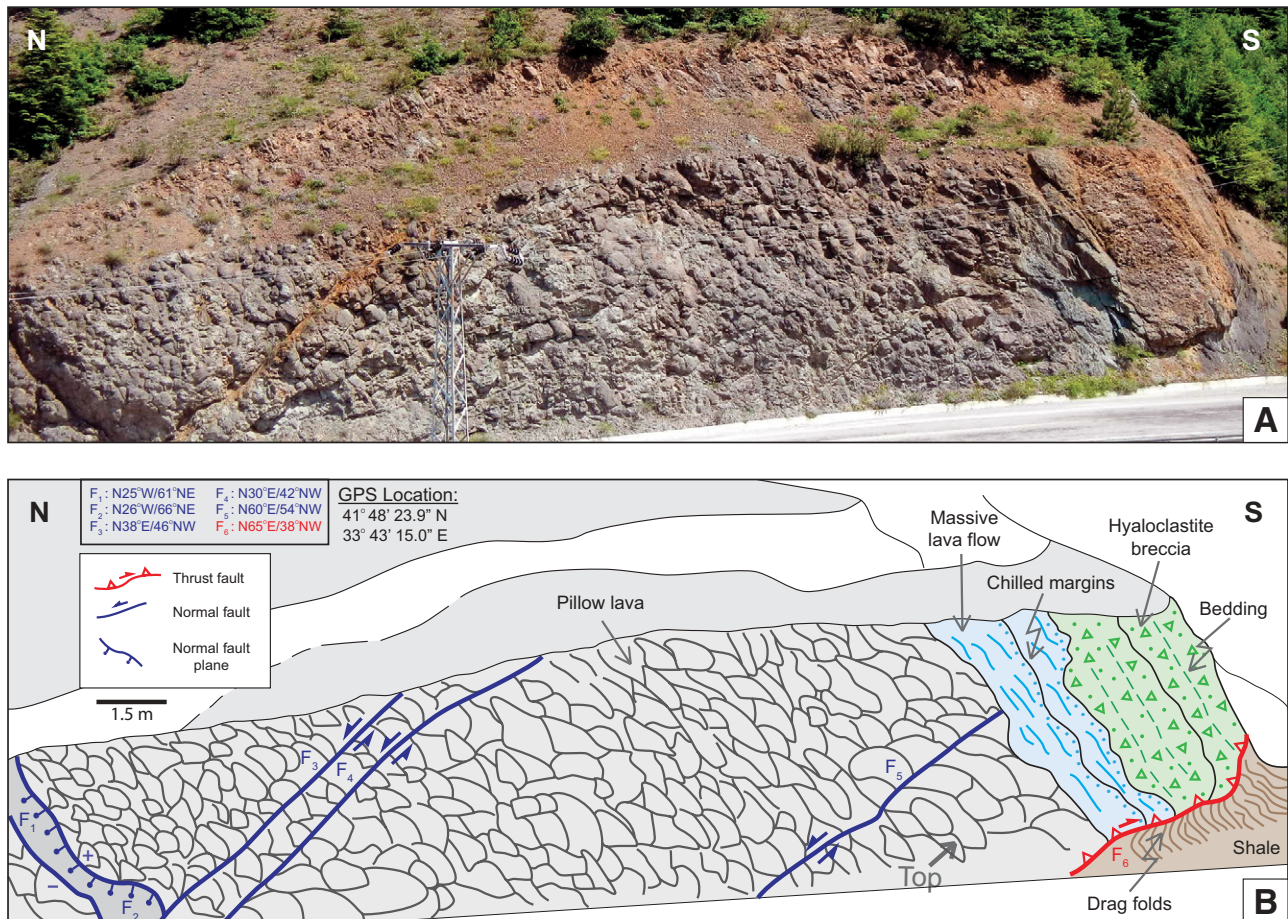 N
S
A
N
F₁ : N25°W/61°NE
F₄ : N30°E/42°NW
F₂ : N26°W/66°NE
F₅ : N60°E/54°NW
F₃ : N38°E/46°NW
F₆ : N65°E/38°NW
GPS Location:
41° 48' 23.9" N
33° 43' 15.0" E
S
Thrust fault
Normal fault
Normal fault
plane
1.5 m
Pillow lava
Massive
lava flow
Chilled margins
Hyaloclastite
breccia
Bedding
F₃
F₄
F₅
F₁
+
−
F₂
Top
F₆
Shale
Drag folds
B